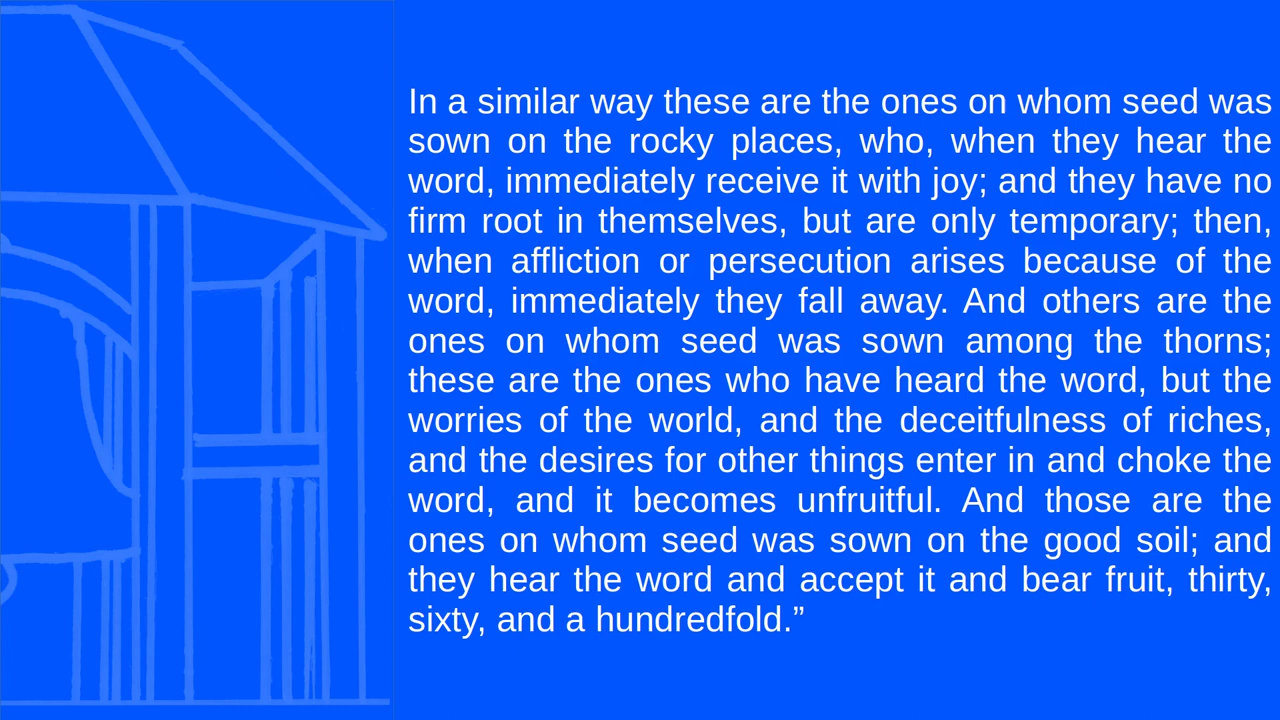 In a similar way these are the ones on whom seed was
sown on the rocky places, who, when they hear the
word, immediately receive it with joy; and they have no
firm root in themselves, but are only temporary; then,
when affliction or persecution arises because of the
word, immediately they fall away. And others are the
ones on whom seed was sown among the thorns;
these are the ones who have heard the word, but the
worries of the world, and the deceitfulness of riches,
and the desires for other things enter in and choke the
word, and it becomes unfruitful. And those are the
ones on whom seed was sown on the good soil; and
they hear the word and accept it and bear fruit, thirty,
sixty, and a hundredfold.”